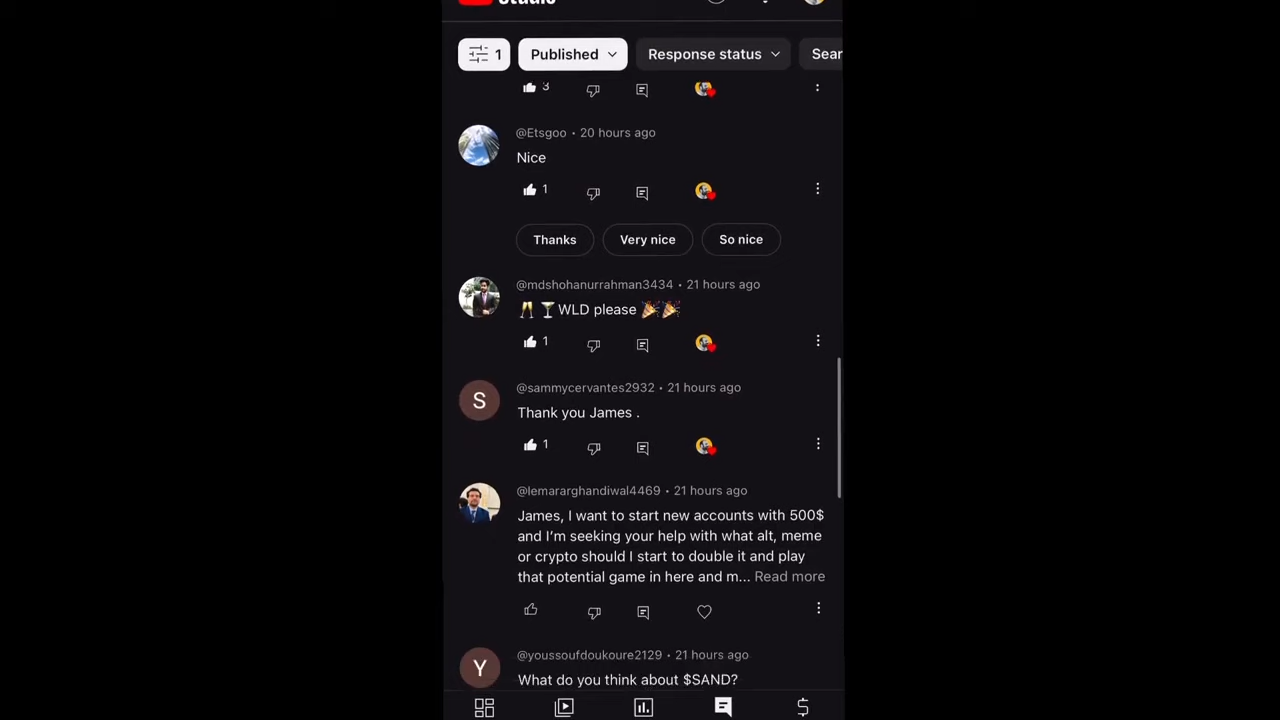 Studio
1
Published
Response status
Sear
3
@Etsgoo • 20 hours ago
Nice
1
Thanks
Very nice
So nice
@mdshohanurrahman3434 • 21 hours ago
🥂🍸WLD please 🎉🎉
1
@sammycervantes2932 • 21 hours ago
S
Thank you James .
1
@lemararghandiwal4469 • 21 hours ago
James, I want to start new accounts with 500$
and I’m seeking your help with what alt, meme
or crypto should I start to double it and play
that potential game in here and m... Read more
@youssoufdoukoure2129 • 21 hours ago
Y
What do you think about $SAND?